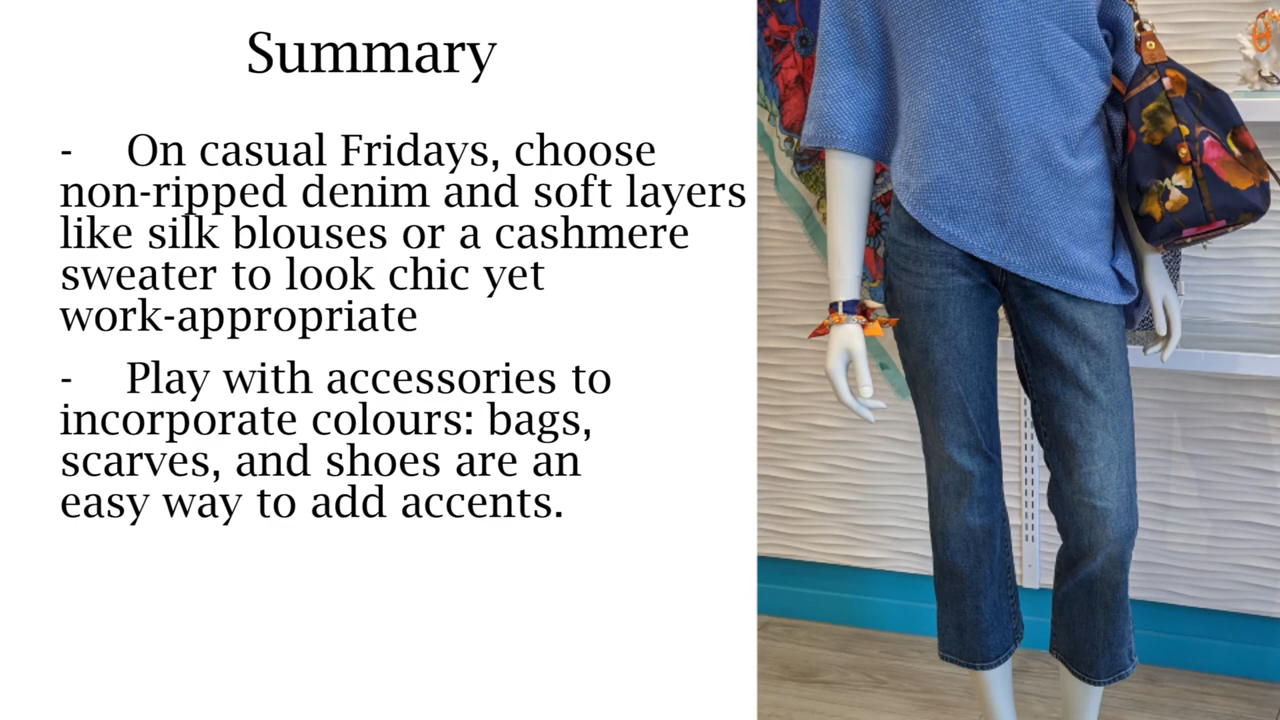 Summary
- On casual Fridays, choose
non-ripped denim and soft layers
like silk blouses or a cashmere
sweater to look chic yet
work-appropriate
- Play with accessories to
incorporate colours: bags,
scarves, and shoes are an
easy way to add accents.